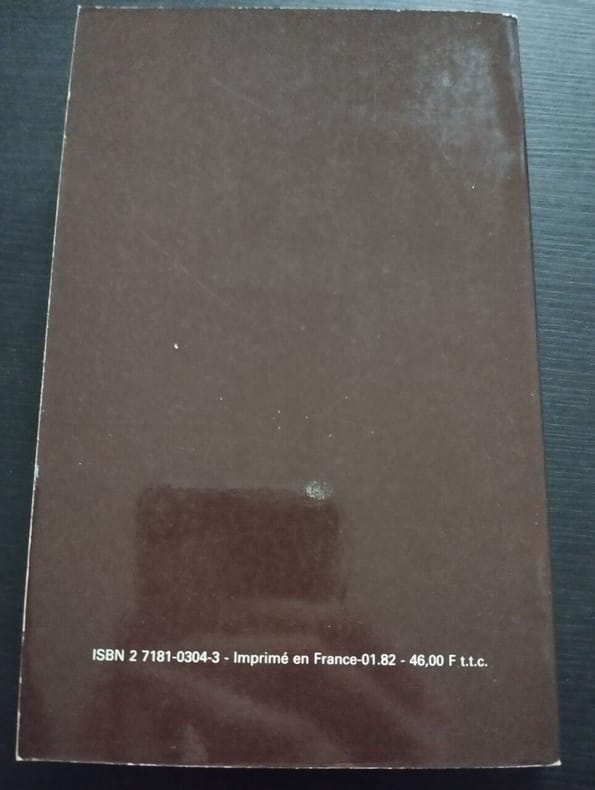 ISBN 2 7181-0304-3 - Imprimé en France-01.82 - 46,00 F t.t.c.